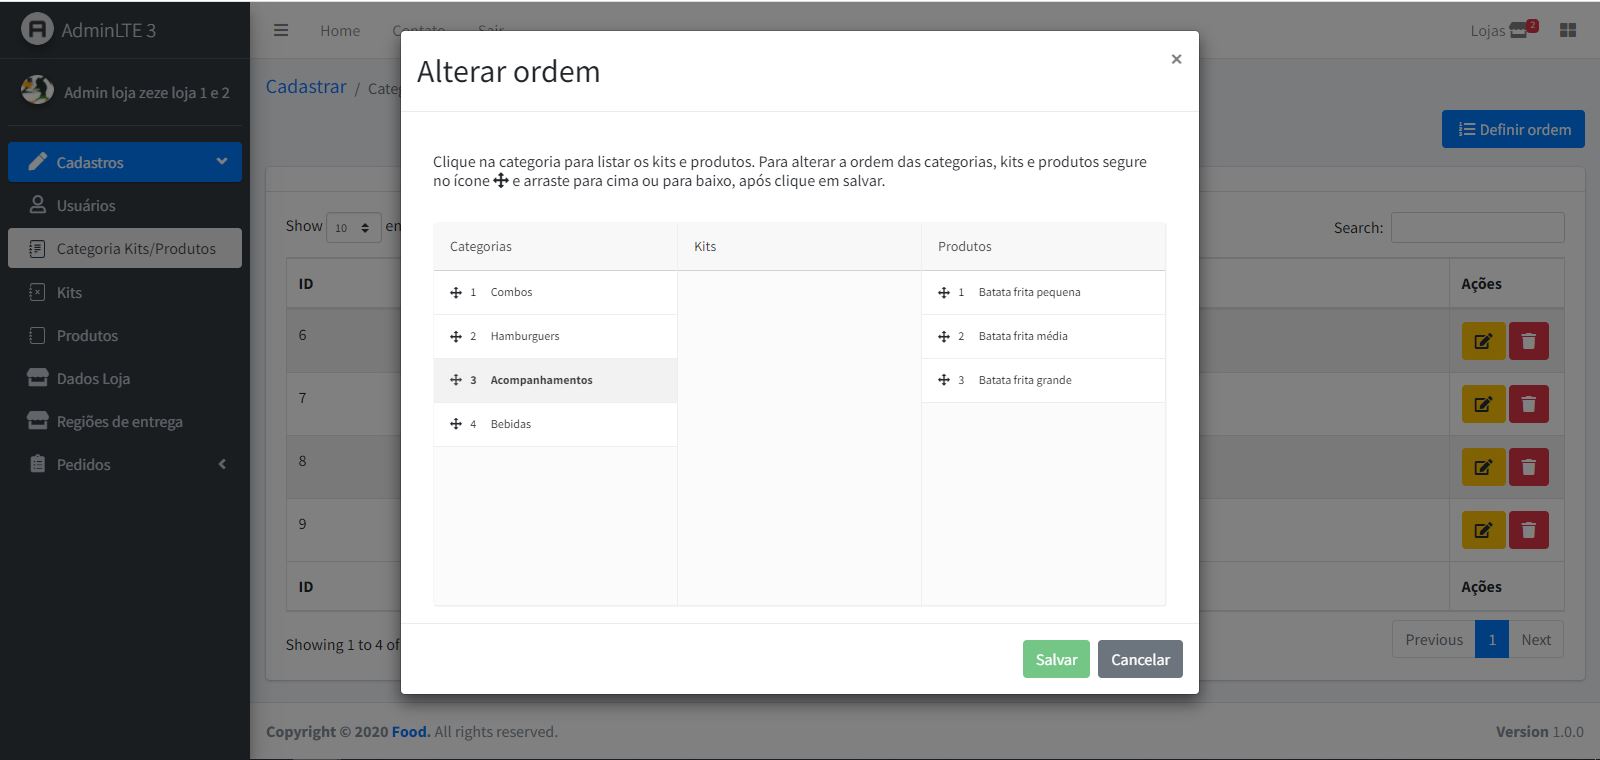 AdminLTE 3
Home
Contato
Sair
Lojas 2
Admin loja zeze loja 1 e 2
Cadastros
Usuários
Categoria Kits/Produtos
Kits
Produtos
Dados Loja
Regiões de entrega
Pedidos
Cadastrar /
Definir ordem
Show 10
Search:
ID
Ações
6
7
8
9
ID
Ações
Showing 1 to 4 of
Previous 1 Next
Alterar ordem
×
Clique na categoria para listar os kits e produtos. Para alterar a ordem das categorias, kits e produtos segure
no ícone e arraste para cima ou para baixo, após clique em salvar.
Categorias
Kits
Produtos
1 Combos
2 Hamburguers
3 Acompanhamentos
4 Bebidas
1 Batata frita pequena
2 Batata frita média
3 Batata frita grande
Salvar
Cancelar
Copyright © 2020 Food. All rights reserved.
Version 1.0.0